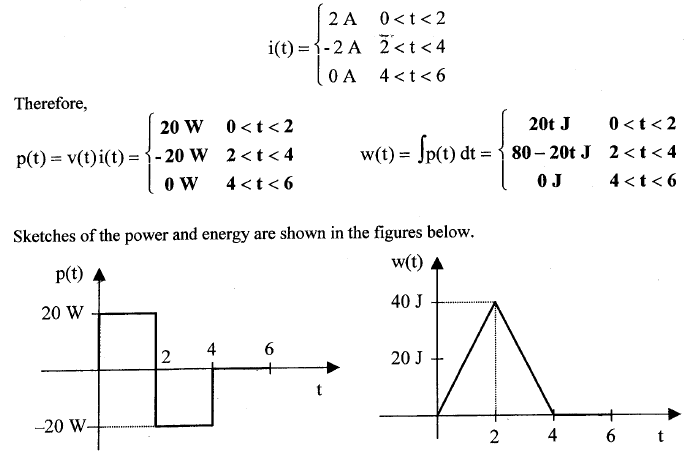 2 A 0 < t < 2
i(t) = { - 2 A 2 < t < 4
0 A 4 < t < 6
Therefore,
20 W 0 < t < 2
p(t) = v(t) i(t) = { - 20 W 2 < t < 4
0 W 4 < t < 6
20t J 0 < t < 2
w(t) = ∫p(t) dt = { 80 – 20t J 2 < t < 4
0 J 4 < t < 6
Sketches of the power and energy are shown in the figures below.
p(t)
20 W
2 4 6
t
–20 W
w(t)
40 J
20 J
2 4 6 t